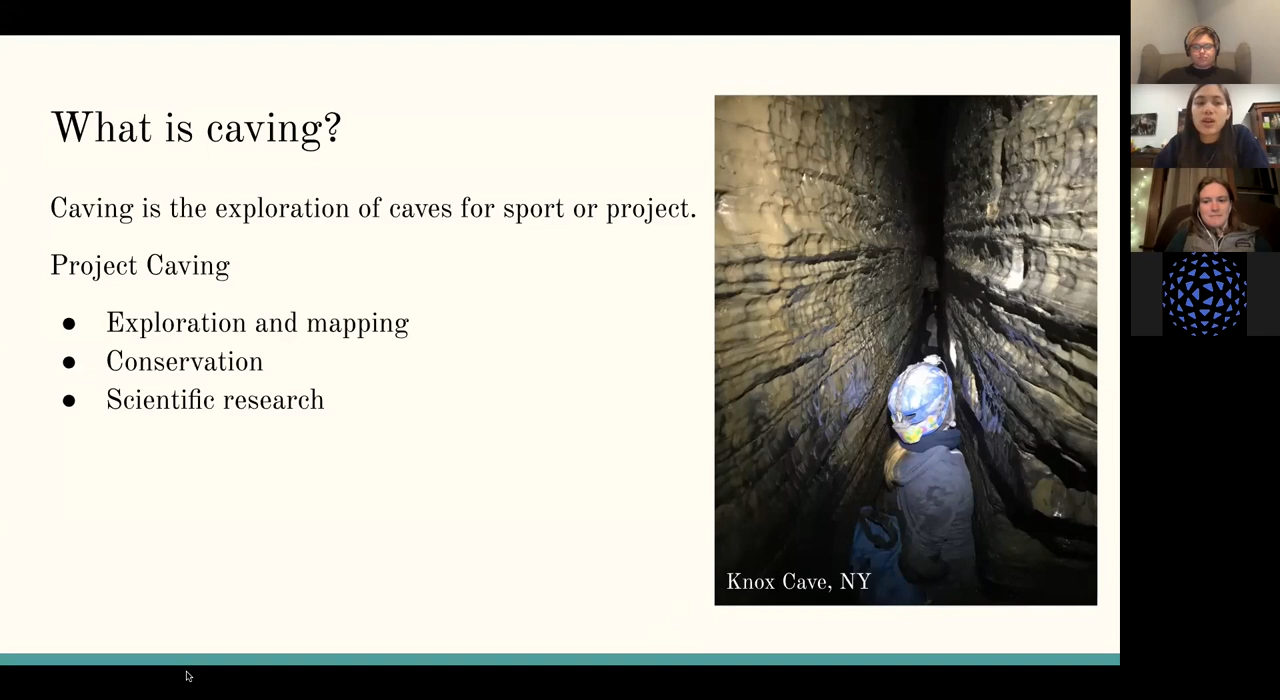 What is caving?
Caving is the exploration of caves for sport or project.
Project Caving
● Exploration and mapping
● Conservation
● Scientific research
Knox Cave, NY